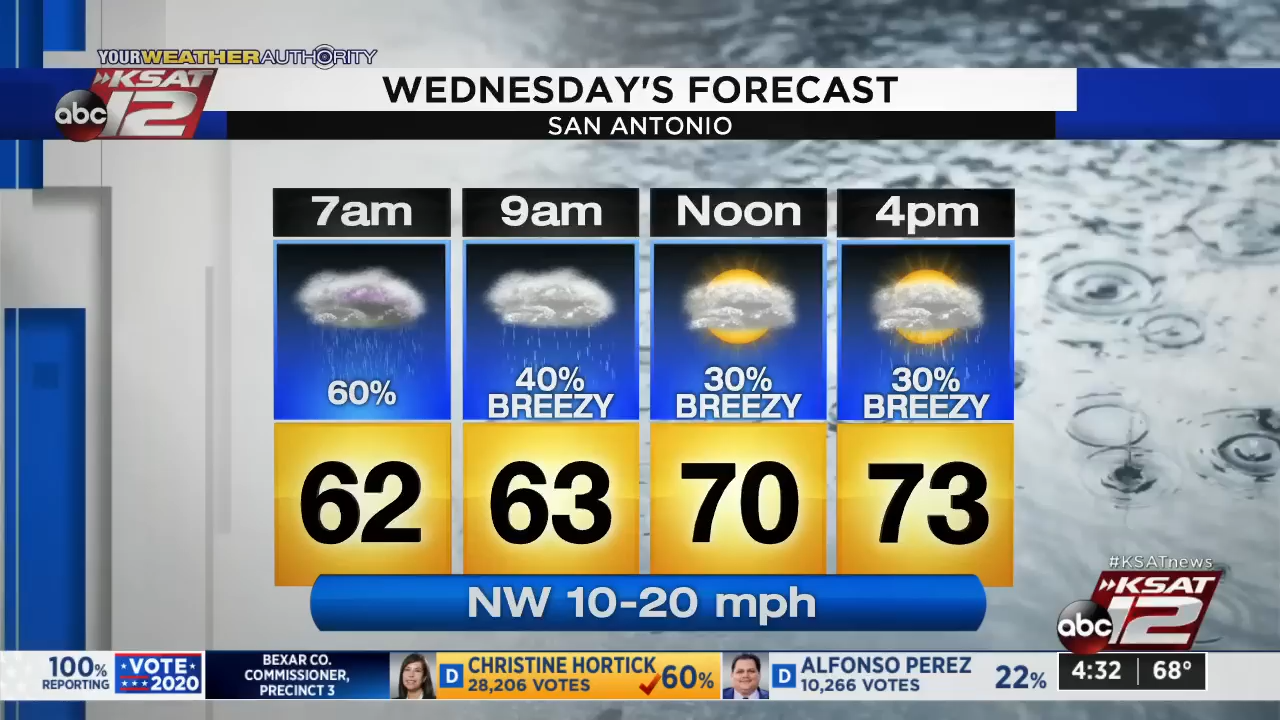 YOURWEATHERAUTHORITY
KSAT
abc 12
WEDNESDAY'S FORECAST
SAN ANTONIO
7am 9am Noon 4pm
60% 40% 30% 30%
BREEZY BREEZY BREEZY
62 63 70 73
NW 10-20 mph
#KSATnews
KSAT
abc 12
100%
REPORTING
VOTE
2020
BEXAR CO.
COMMISSIONER,
PRECINCT 3
D CHRISTINE HORTICK
28,206 VOTES 60%
D ALFONSO PEREZ
10,266 VOTES 22%
4:32 68°